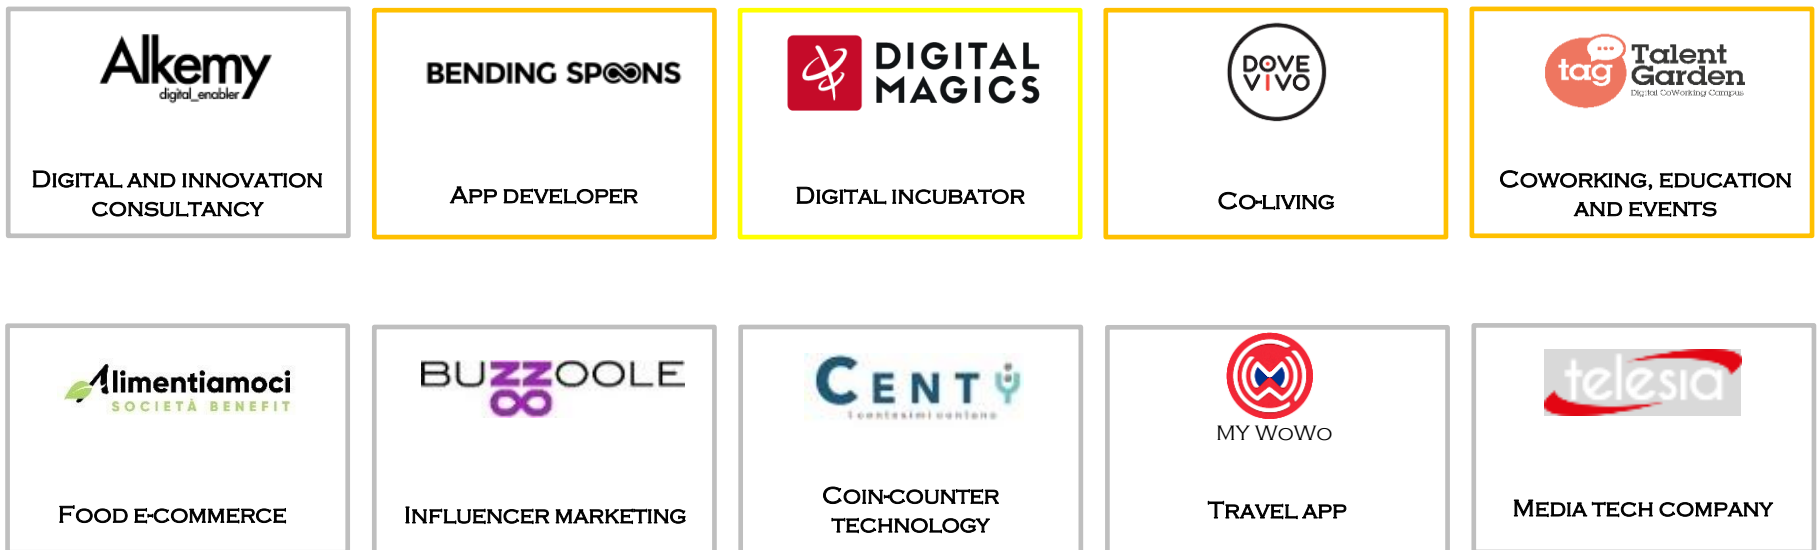 Alkemy
digital_enabler
DIGITAL AND INNOVATION
CONSULTANCY
BENDING SPOONS
APP DEVELOPER
DIGITAL
MAGICS
DIGITAL INCUBATOR
DOVE
VIVO
CO-LIVING
tag
Talent
Garden
Digital CoWorking Campus
COWORKING, EDUCATION
AND EVENTS
Alimentiamoci
SOCIETÀ BENEFIT
FOOD E-COMMERCE
BUZZOOLE
INFLUENCER MARKETING
CENTY
I centesimi contano
COIN-COUNTER
TECHNOLOGY
MY WOWO
TRAVEL APP
telesia
MEDIA TECH COMPANY